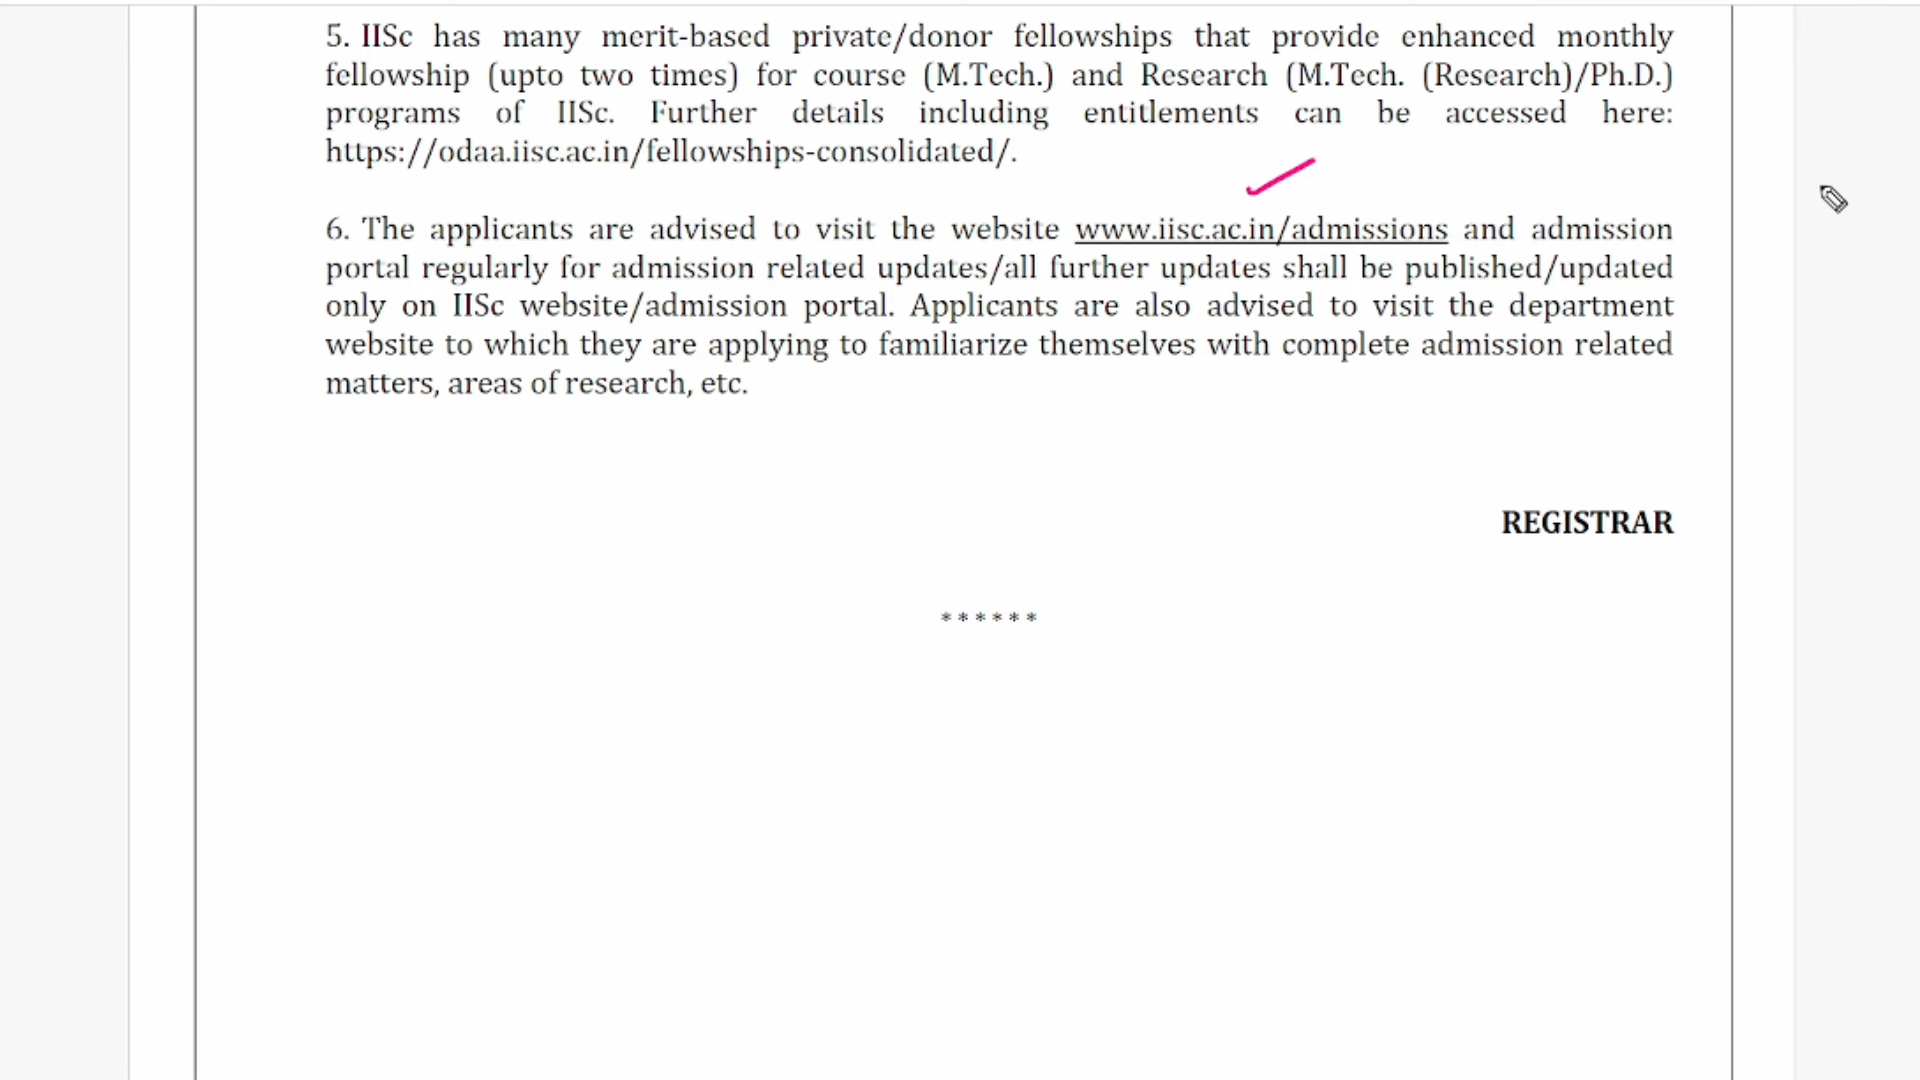 5. IISc has many merit-based private/donor fellowships that provide enhanced monthly
fellowship (upto two times) for course (M.Tech.) and Research (M.Tech. (Research)/Ph.D.)
programs of IISc. Further details including entitlements can be accessed here:
https://odaa.iisc.ac.in/fellowships-consolidated/.
6. The applicants are advised to visit the website www.iisc.ac.in/admissions and admission
portal regularly for admission related updates/all further updates shall be published/updated
only on IISc website/admission portal. Applicants are also advised to visit the department
website to which they are applying to familiarize themselves with complete admission related
matters, areas of research, etc.
REGISTRAR
******